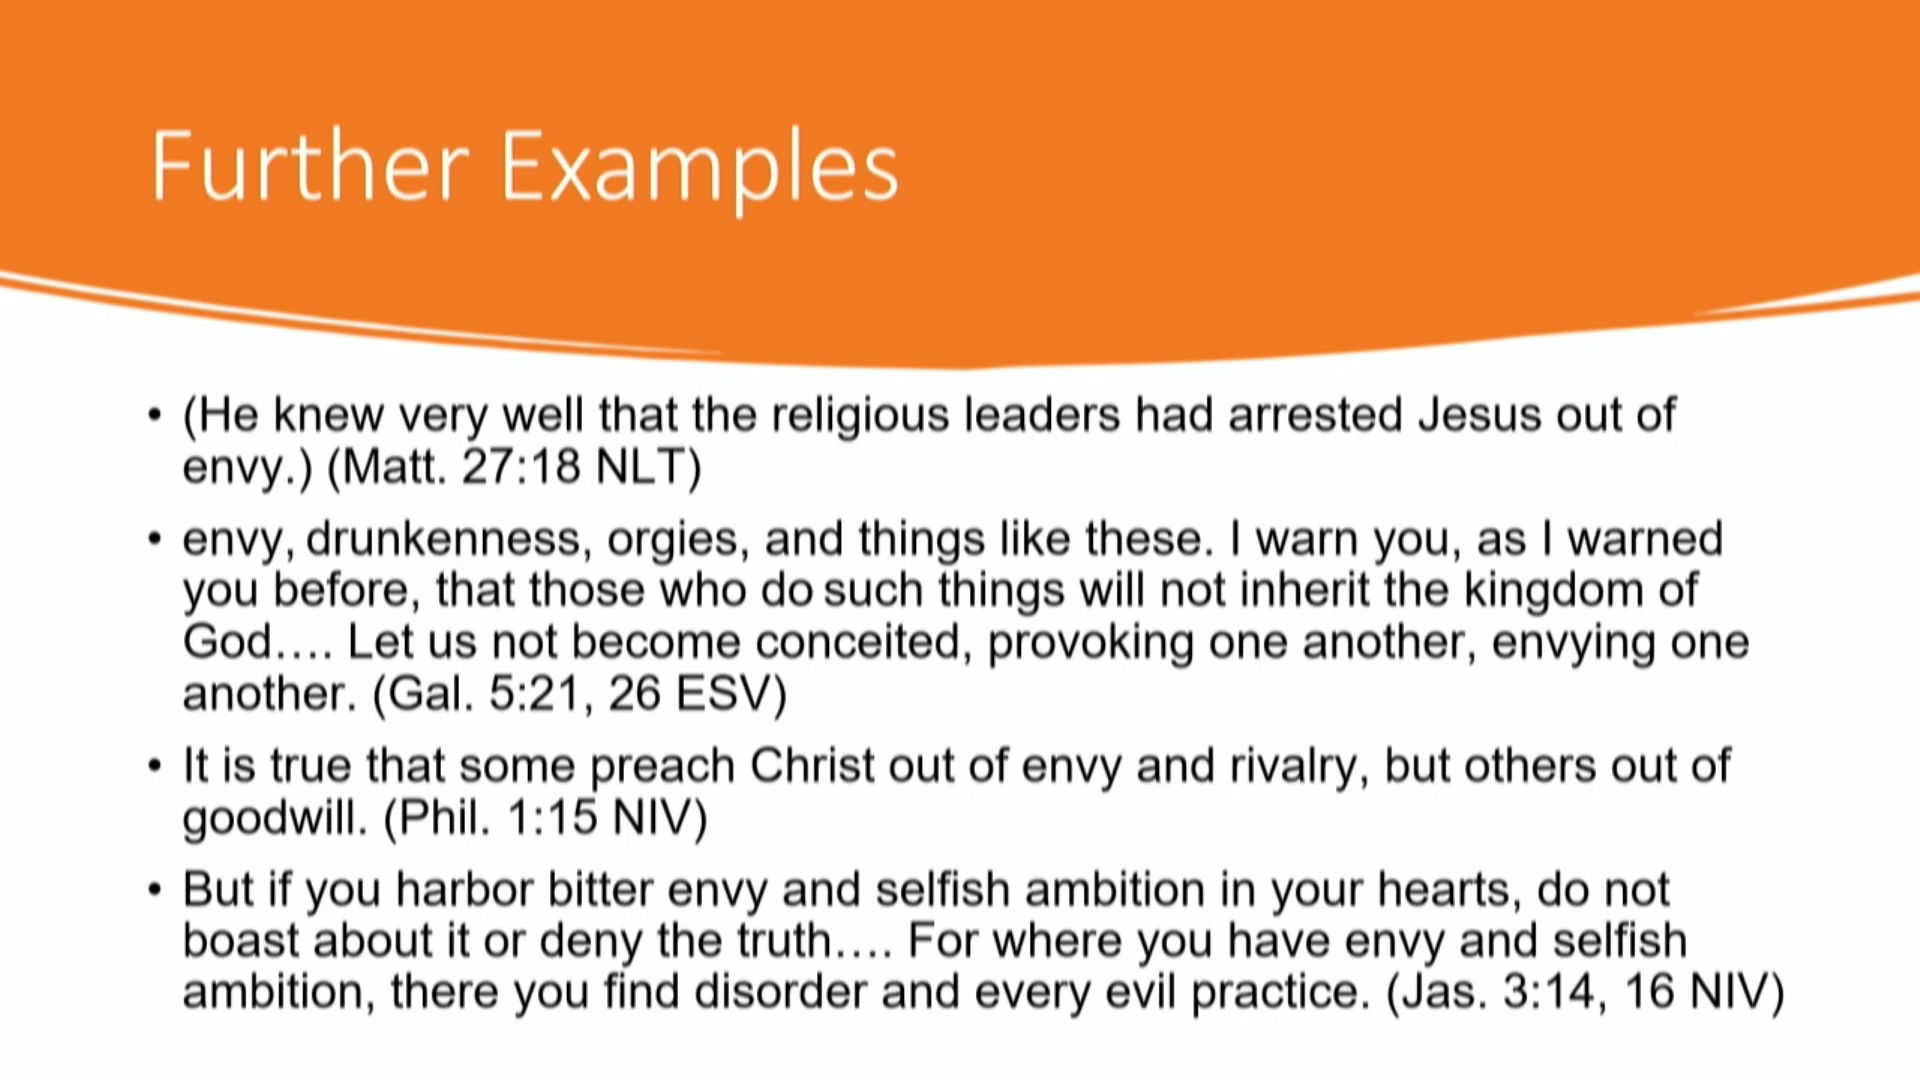 Further Examples
• (He knew very well that the religious leaders had arrested Jesus out of
envy.) (Matt. 27:18 NLT)
• envy, drunkenness, orgies, and things like these. I warn you, as I warned
you before, that those who do such things will not inherit the kingdom of
God…. Let us not become conceited, provoking one another, envying one
another. (Gal. 5:21, 26 ESV)
• It is true that some preach Christ out of envy and rivalry, but others out of
goodwill. (Phil. 1:15 NIV)
• But if you harbor bitter envy and selfish ambition in your hearts, do not
boast about it or deny the truth…. For where you have envy and selfish
ambition, there you find disorder and every evil practice. (Jas. 3:14, 16 NIV)